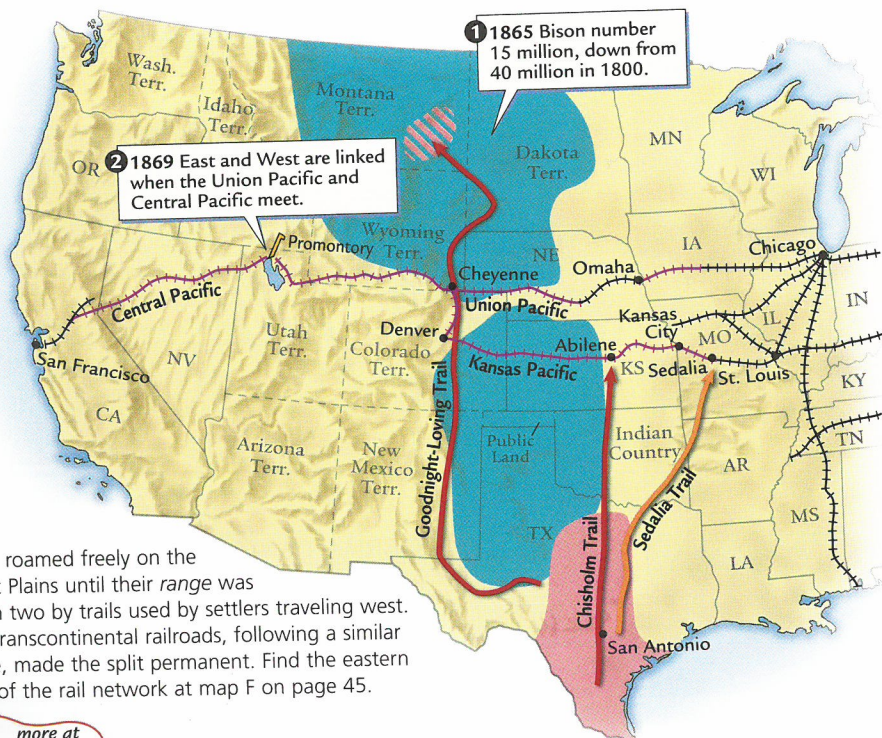 1 1865 Bison number
15 million, down from
40 million in 1800.
Wash.
Terr.
Montana
Terr.
Idaho
Terr.
OR
Dakota
Terr.
MN
WI
2 1869 East and West are linked
when the Union Pacific and
Central Pacific meet.
Wyoming
Terr.
Promontory
NE
IA
Chicago
Cheyenne
Omaha
Union Pacific
Central Pacific
IN
IL
Kansas
City
MO
Denver
Abilene
Utah
Terr.
Colorado
Terr.
Kansas Pacific
KS
Sedalia
St. Louis
San Francisco
NV
KY
CA
Goodnight-Loving Trail
Public
Land
Indian
Country
TN
Arizona
Terr.
New
Mexico
Terr.
AR
Sedalia Trail
MS
TX
Chisholm Trail
LA
San Antonio
roamed freely on the
Plains until their range was
two by trails used by settlers traveling west.
ranscontinental railroads, following a similar
, made the split permanent. Find the eastern
of the rail network at map F on page 45.
more at